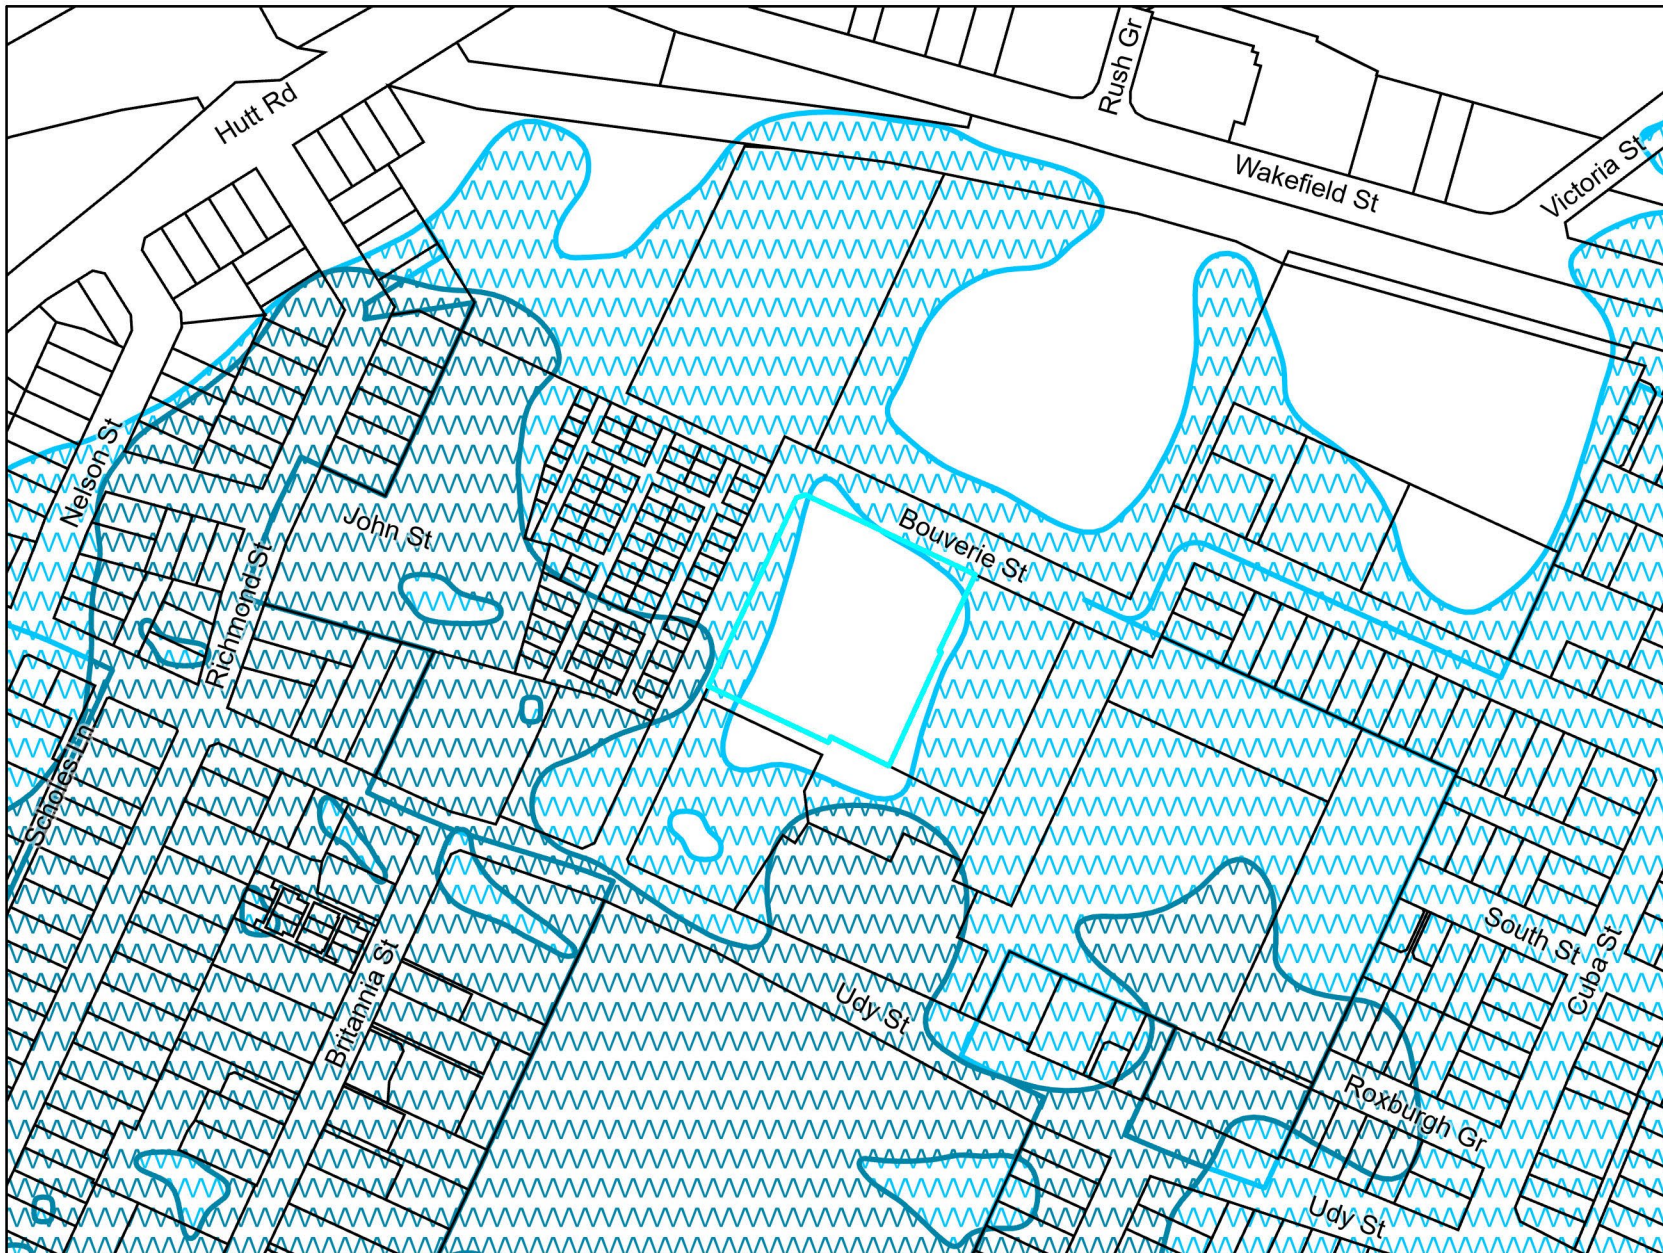 Rush Gr
Hutt Rd
Wakefield St
Victoria St
Nelson St
John St
Bouverie St
Richmond St
Scholes Ln
South St
Cuba St
Britannia St
Udy St
Roxburgh Gr
Udy St